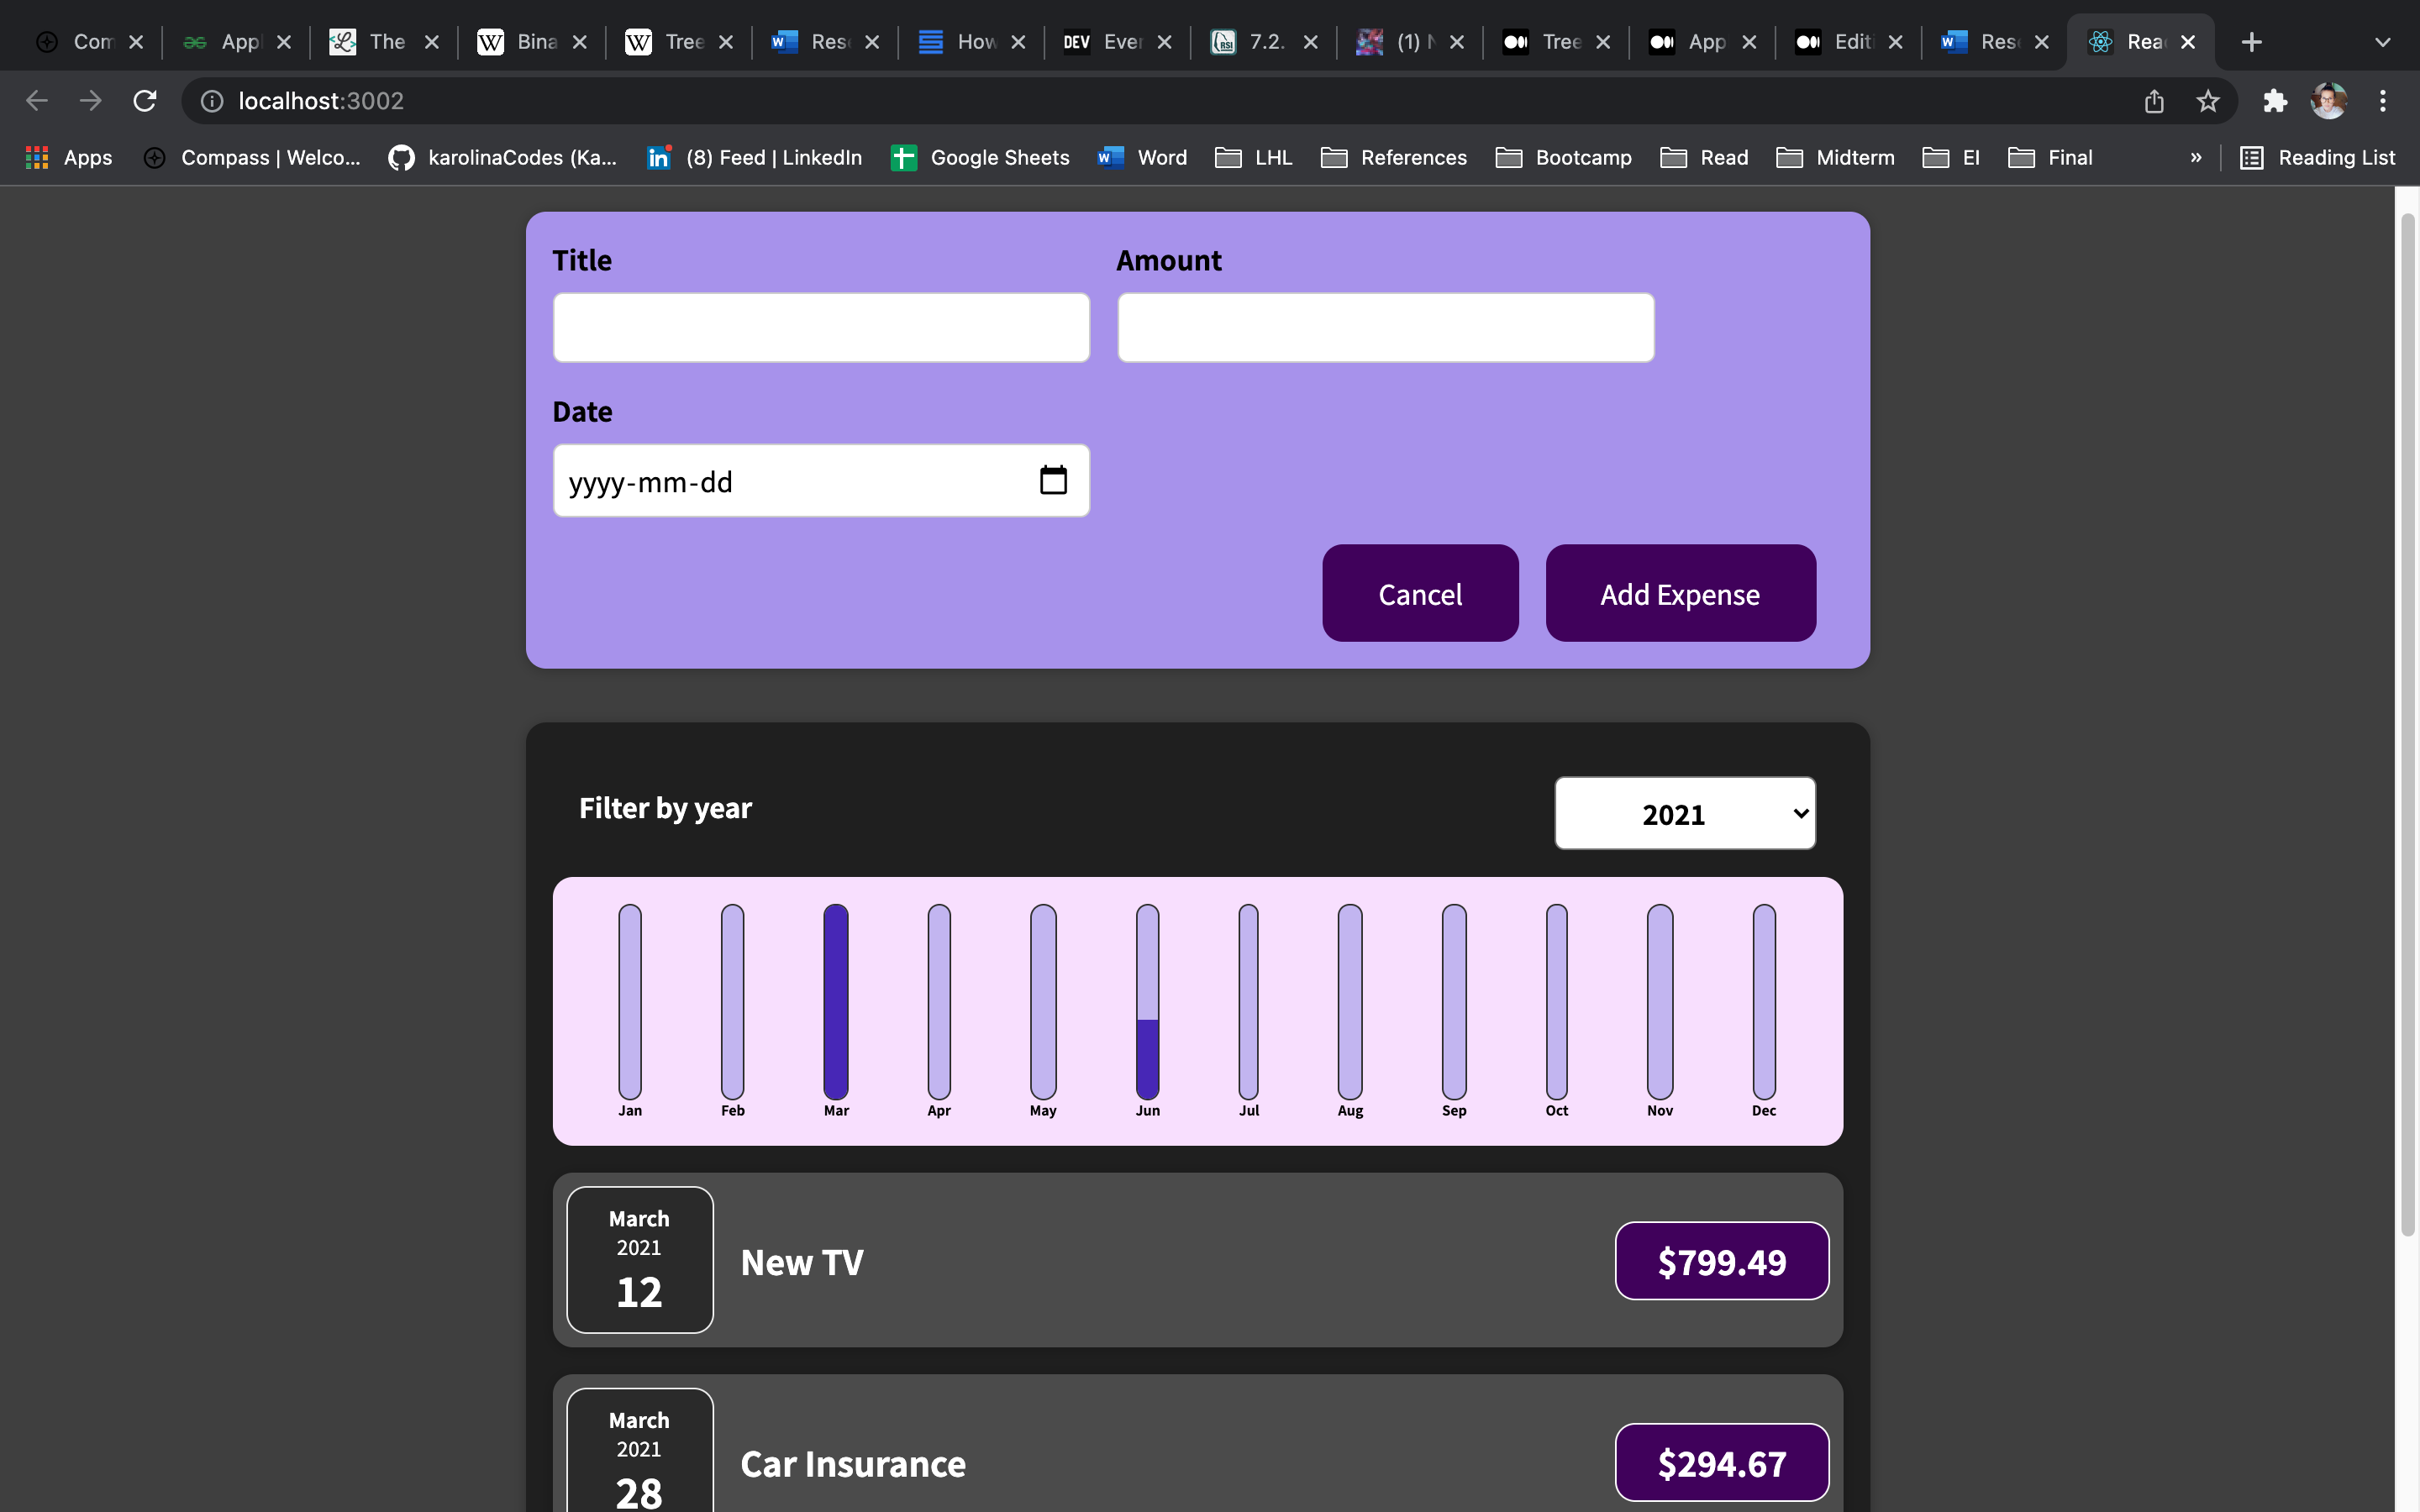 Com Appl The Bina Tree Res How DEV Ever 7.2. (1) Tree App Editi Res Rea
localhost:3002
Apps Compass | Welco... karolinaCodes (Ka... (8) Feed | LinkedIn Google Sheets Word LHL References Bootcamp Read Midterm EI Final » Reading List
Title Amount
Date
yyyy-mm-dd
Cancel Add Expense
Filter by year 2021
Jan Feb Mar Apr May Jun Jul Aug Sep Oct Nov Dec
March
2021
12
New TV
$799.49
March
2021
28
Car Insurance
$294.67